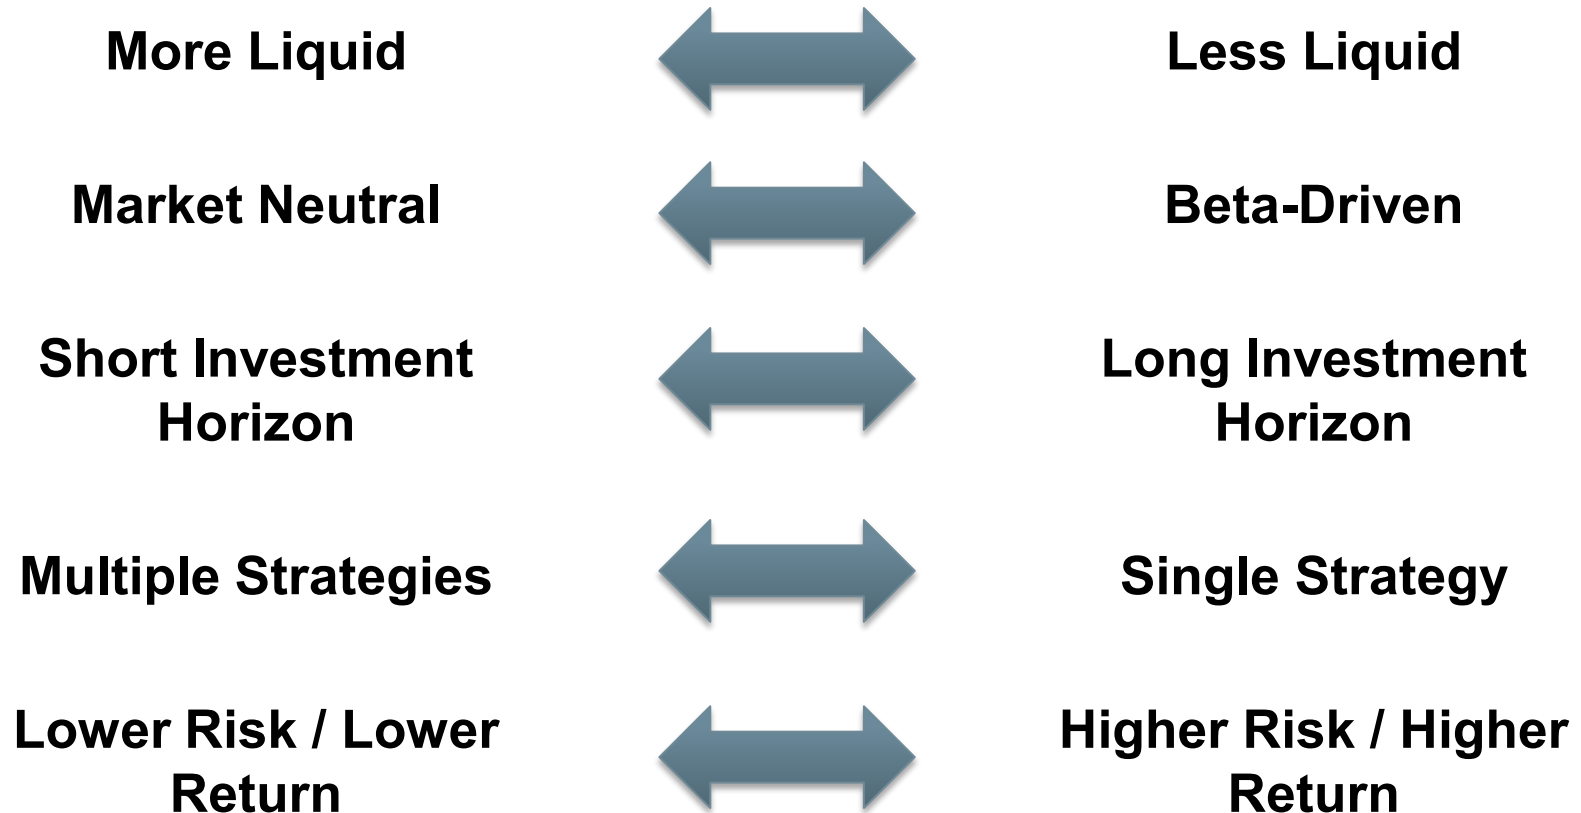 More Liquid
Less Liquid
Market Neutral
Beta-Driven
Short Investment
Horizon
Long Investment
Horizon
Multiple Strategies
Single Strategy
Lower Risk / Lower
Return
Higher Risk / Higher
Return